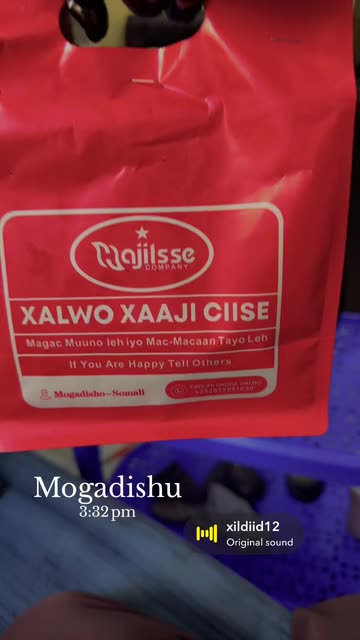 Hajiisse
COMPANY
XALWO XAAJI CIISE
Magac Muuno leh iyo Mac-Macaan Tayo Leh
If You Are Happy Tell Others
Mogadisho - Somali
Mogadishu
3:32 pm
xildiid12
Original sound